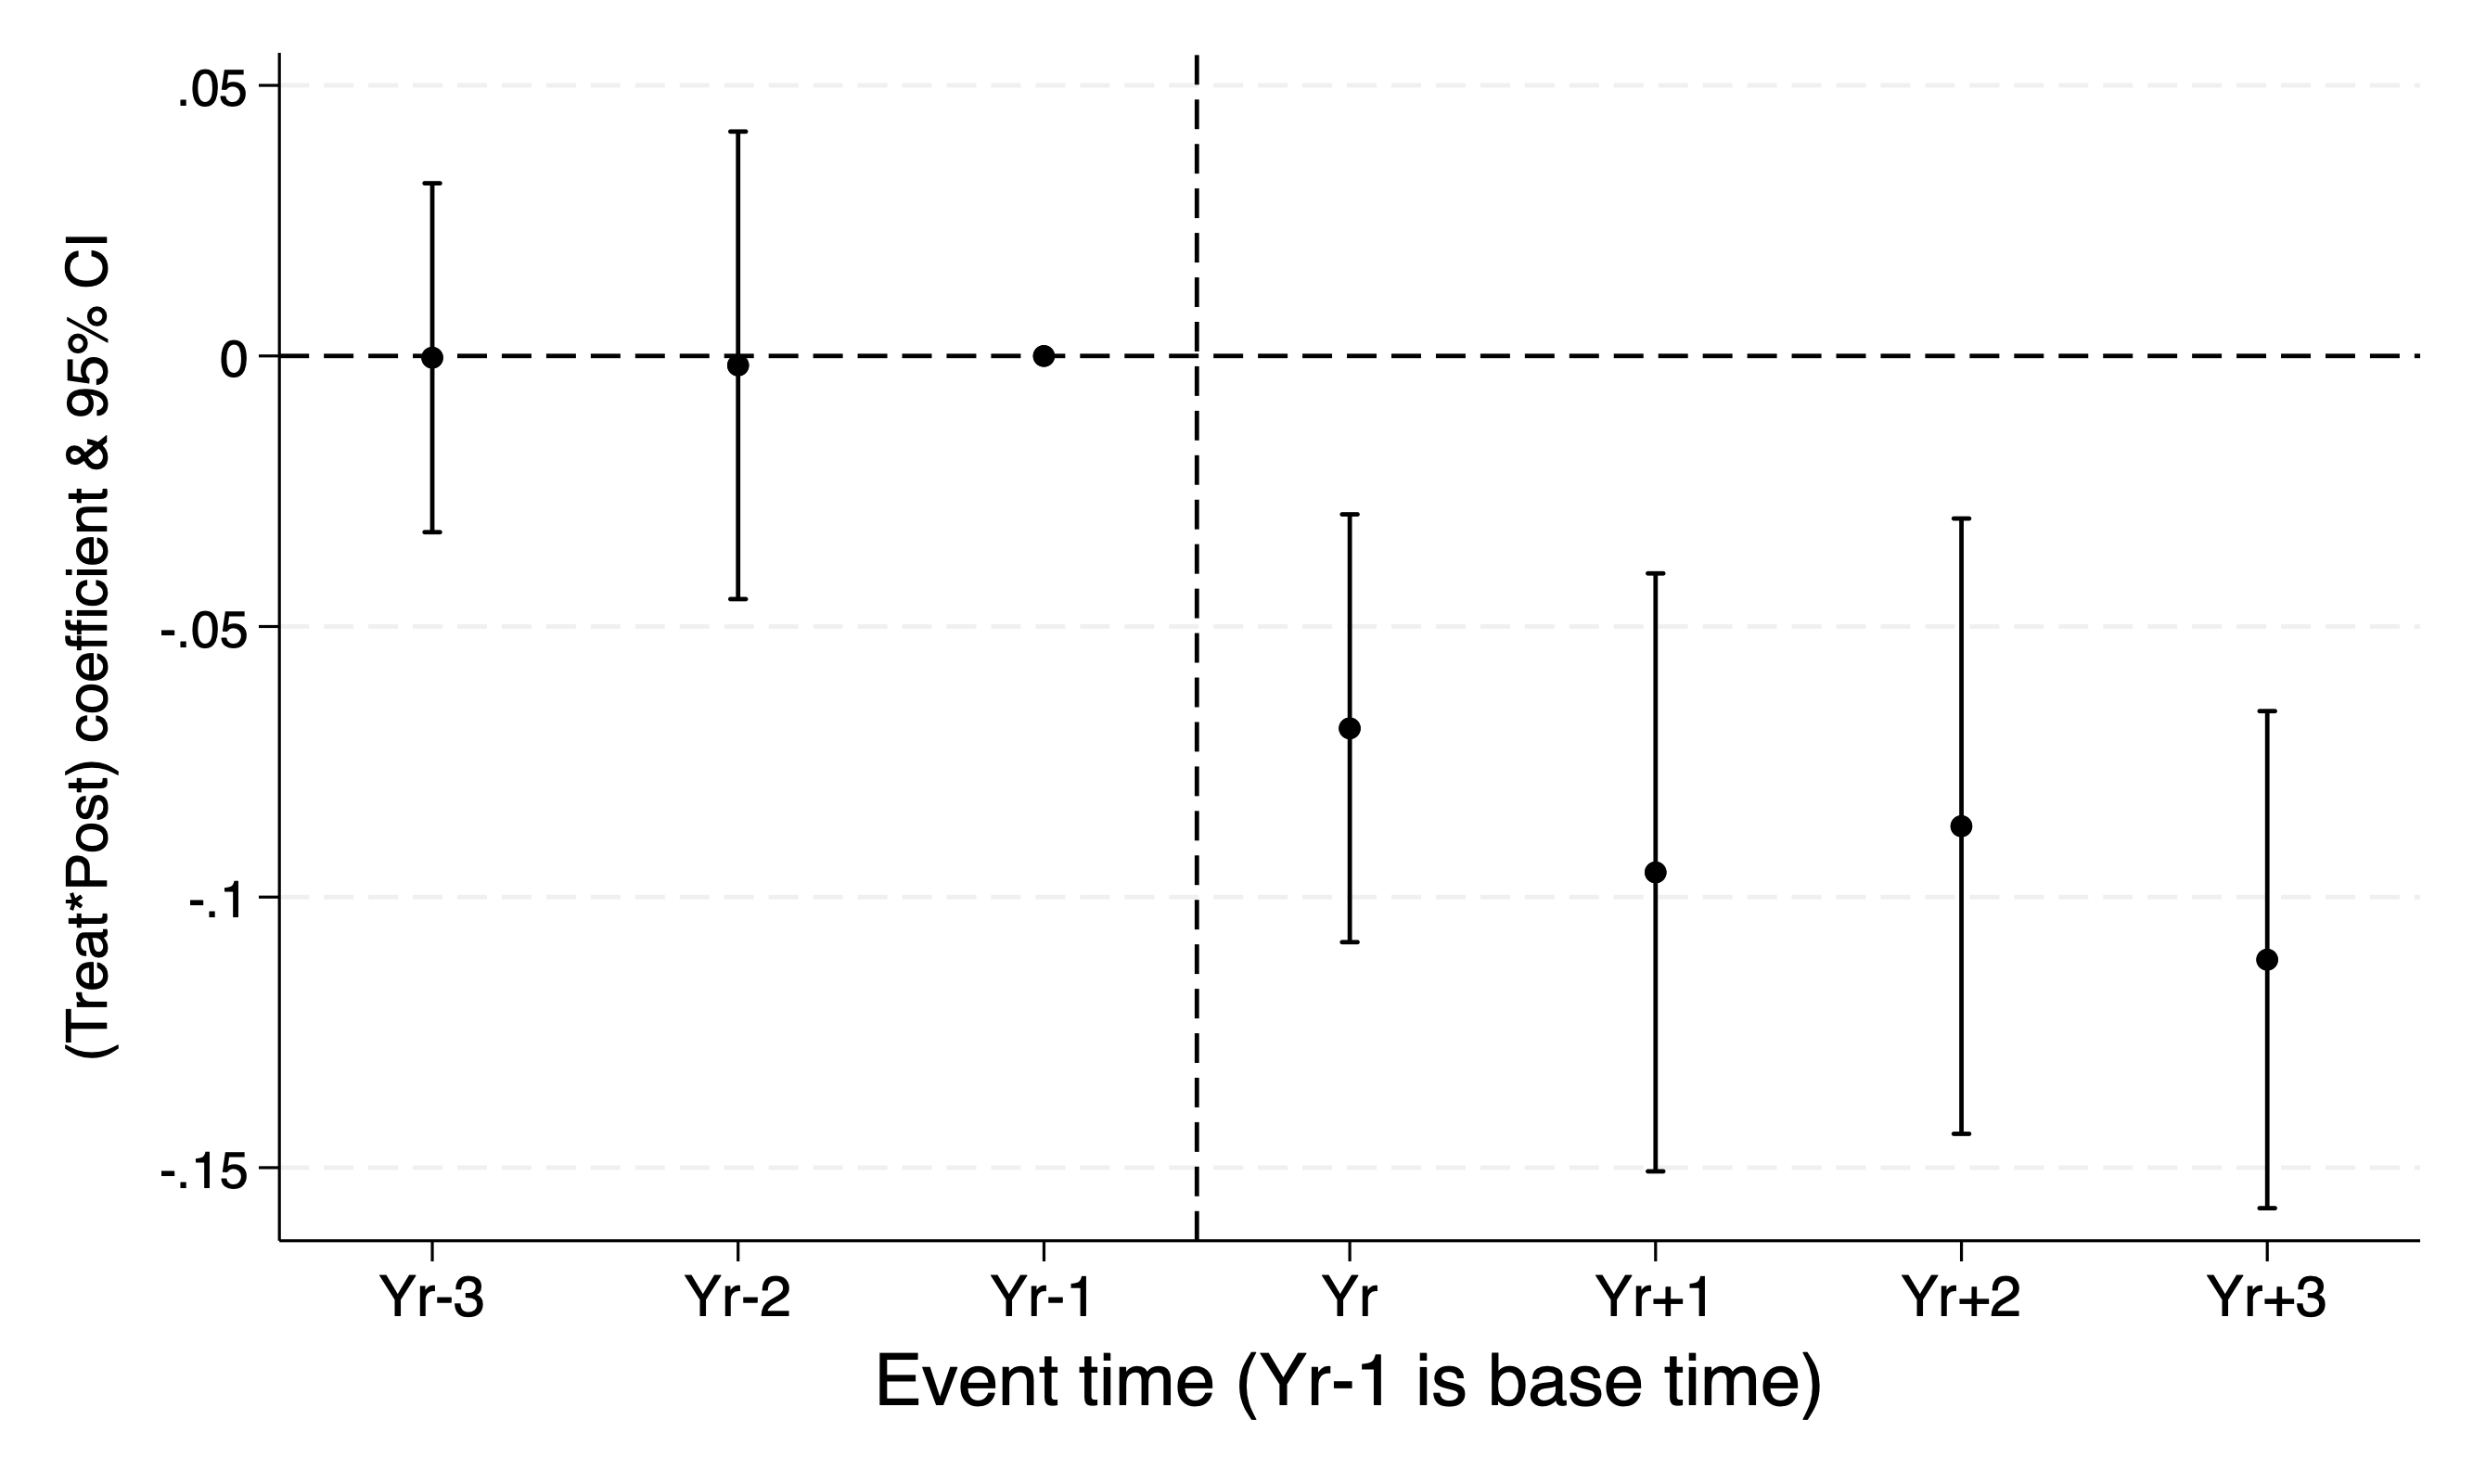 (Treat*Post) coefficient & 95% CI
.05
0
-.05
-.1
-.15
Yr-3 Yr-2 Yr-1 Yr Yr+1 Yr+2 Yr+3
Event time (Yr-1 is base time)